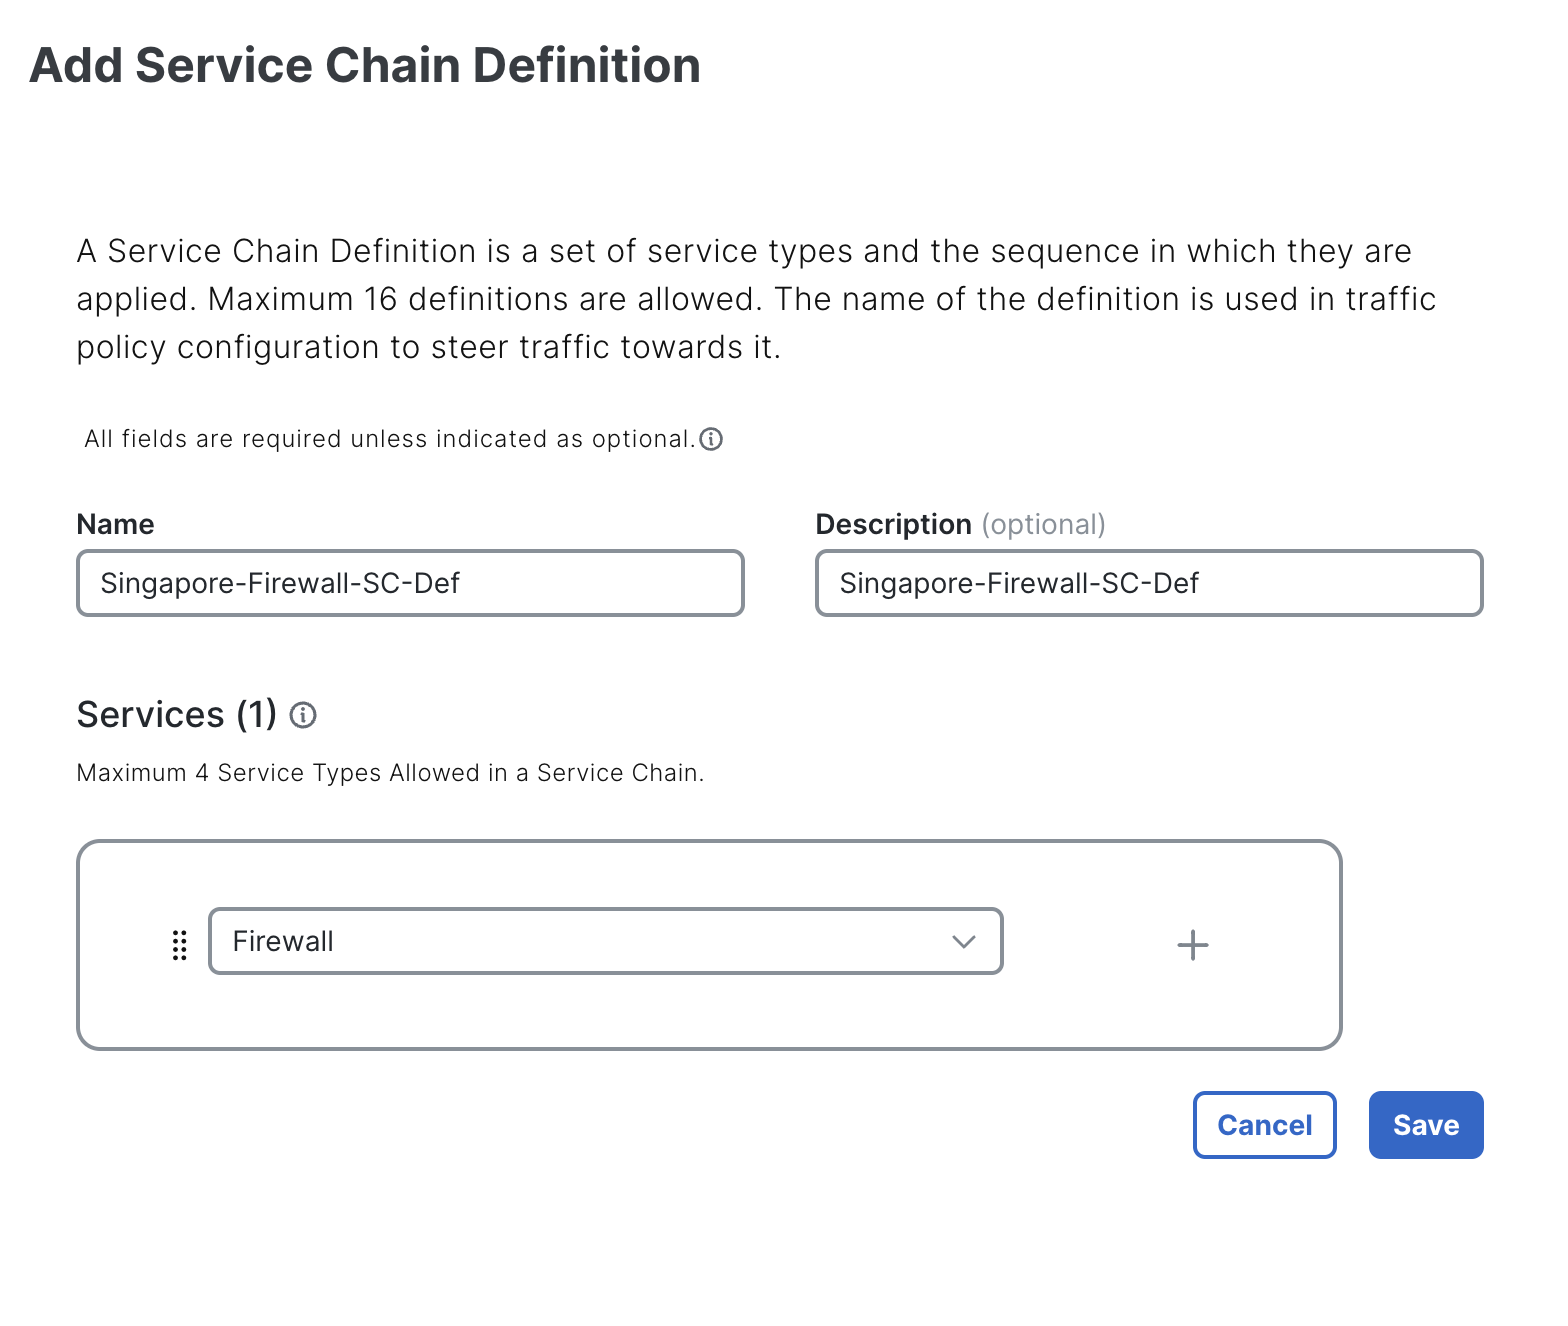 Add Service Chain Definition
A Service Chain Definition is a set of service types and the sequence in which they are
applied. Maximum 16 definitions are allowed. The name of the definition is used in traffic
policy configuration to steer traffic towards it.
All fields are required unless indicated as optional.
Name
Description (optional)
Singapore-Firewall-SC-Def
Singapore-Firewall-SC-Def
Services (1)
Maximum 4 Service Types Allowed in a Service Chain.
Firewall
Cancel
Save